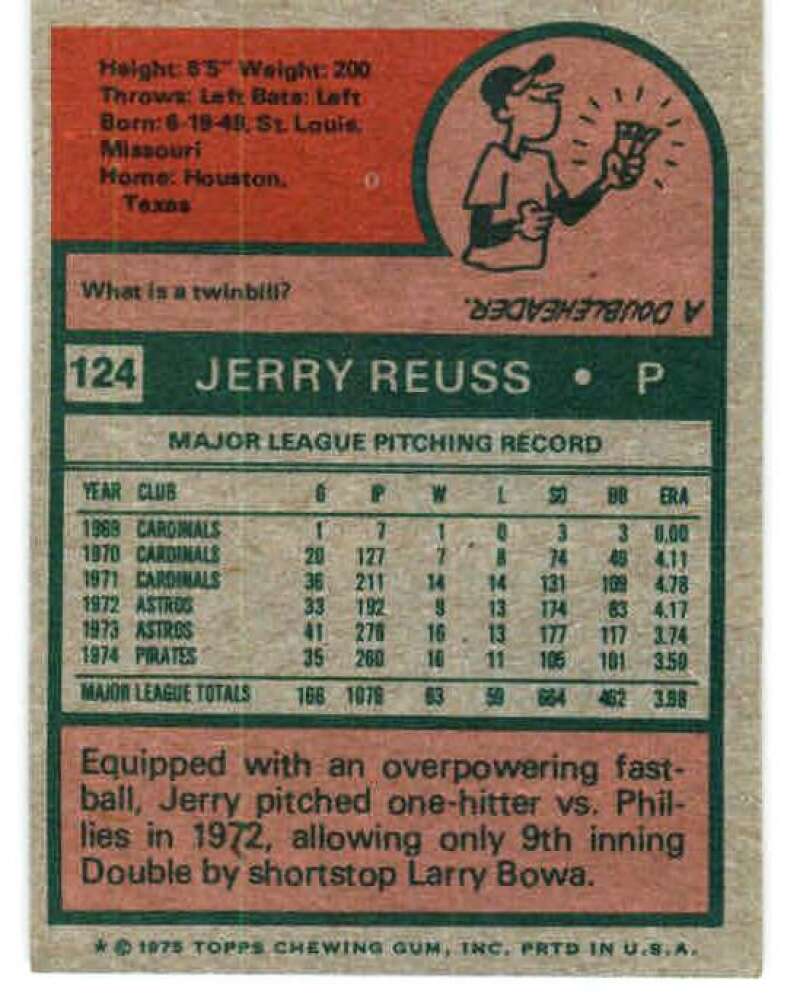 Height: 6'5" Weight: 200
Throws: Left Bats: Left
Born: 6-19-49, St. Louis,
Missouri
Home: Houston,
Texas
What is a twinbill?
A DOUBLEHEADER.
124 JERRY REUSS • P
MAJOR LEAGUE PITCHING RECORD
YEAR CLUB G IP W L SO BB ERA
1969 CARDINALS 1 7 1 0 3 3 0.00
1970 CARDINALS 20 127 7 8 74 49 4.11
1971 CARDINALS 36 211 14 14 131 109 4.78
1972 ASTROS 33 192 9 13 174 83 4.17
1973 ASTROS 41 279 16 13 177 117 3.74
1974 PIRATES 35 260 16 11 105 101 3.50
MAJOR LEAGUE TOTALS 166 1076 63 59 664 462 3.98
Equipped with an overpowering fast-
ball, Jerry pitched one-hitter vs. Phil-
lies in 1972, allowing only 9th inning
Double by shortstop Larry Bowa.
★ © 1975 TOPPS CHEWING GUM, INC. PRTD IN U.S.A.